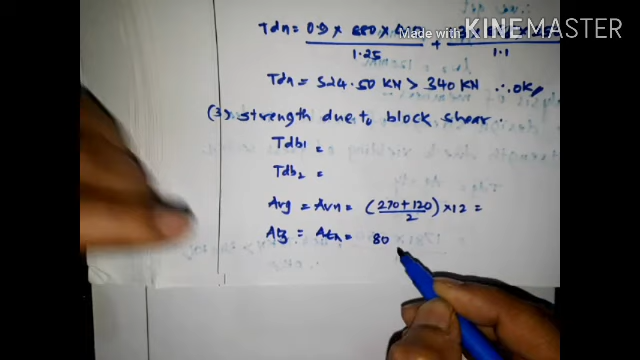 Tdn = 0.9 × 880 × 410 / 1.25 + / 1.1
Made with KINEMASTER
Tdn = 524.50 KN > 340 KN ∴ OK,
(3) strength due to block shear.
Tdb1 =
Tdb2 =
Avg = Avn = (270+120 / 2) × 12 =
Atg = Atn = 80